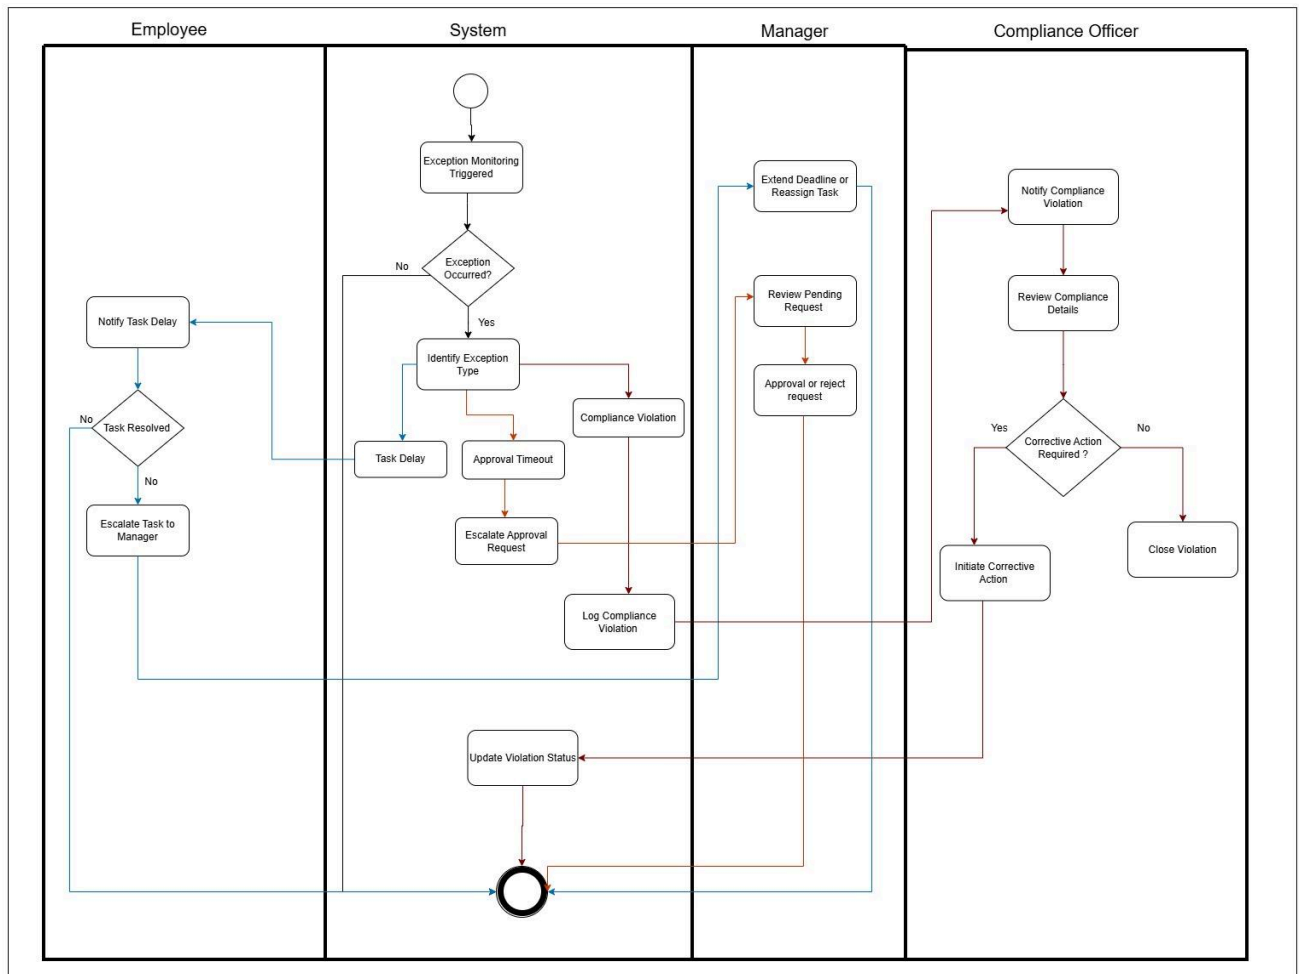 Employee
System
Manager
Compliance Officer
Exception Monitoring
Triggered
Extend Deadline or
Reassign Task
Notify Compliance
Violation
No
Exception
Occurred?
Yes
Notify Task Delay
Review Pending
Request
Review Compliance
Details
Identify Exception
Type
Approval or reject
request
Compliance Violation
No
Task Resolved
Yes
Corrective Action
Required ?
No
Task Delay
Approval Timeout
No
Escalate Task to
Manager
Escalate Approval
Request
Close Violation
Initiate Corrective
Action
Log Compliance
Violation
Update Violation Status